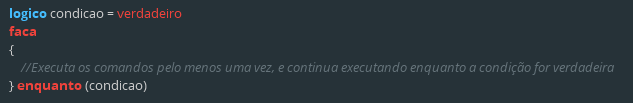 logico condicao = verdadeiro
faca
{
//Executa os comandos pelo menos uma vez, e continua executando enquanto a condição for verdadeira
} enquanto (condicao)